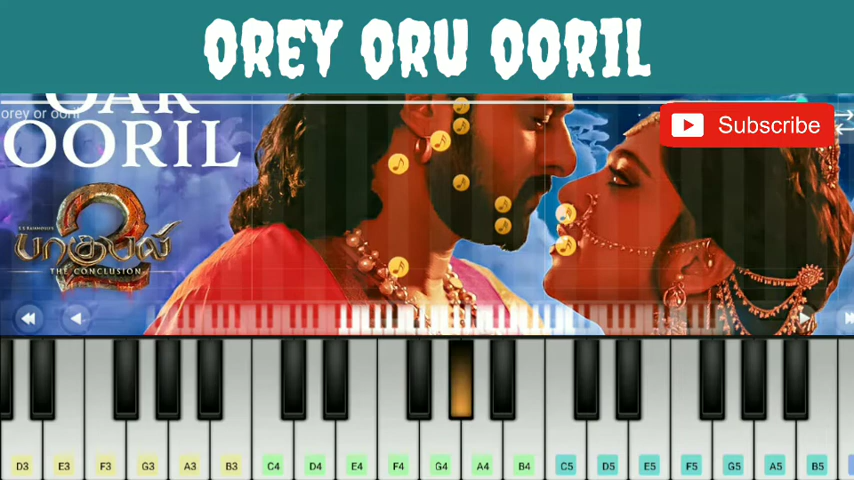 OREY ORU OORIL
OAR
orey or ooril
OORIL
Subscribe
2
பாகுபலி
THE CONCLUSION
D3 E3 F3 G3 A3 B3 C4 D4 E4 F4 G4 A4 B4 C5 D5 E5 F5 G5 A5 B5